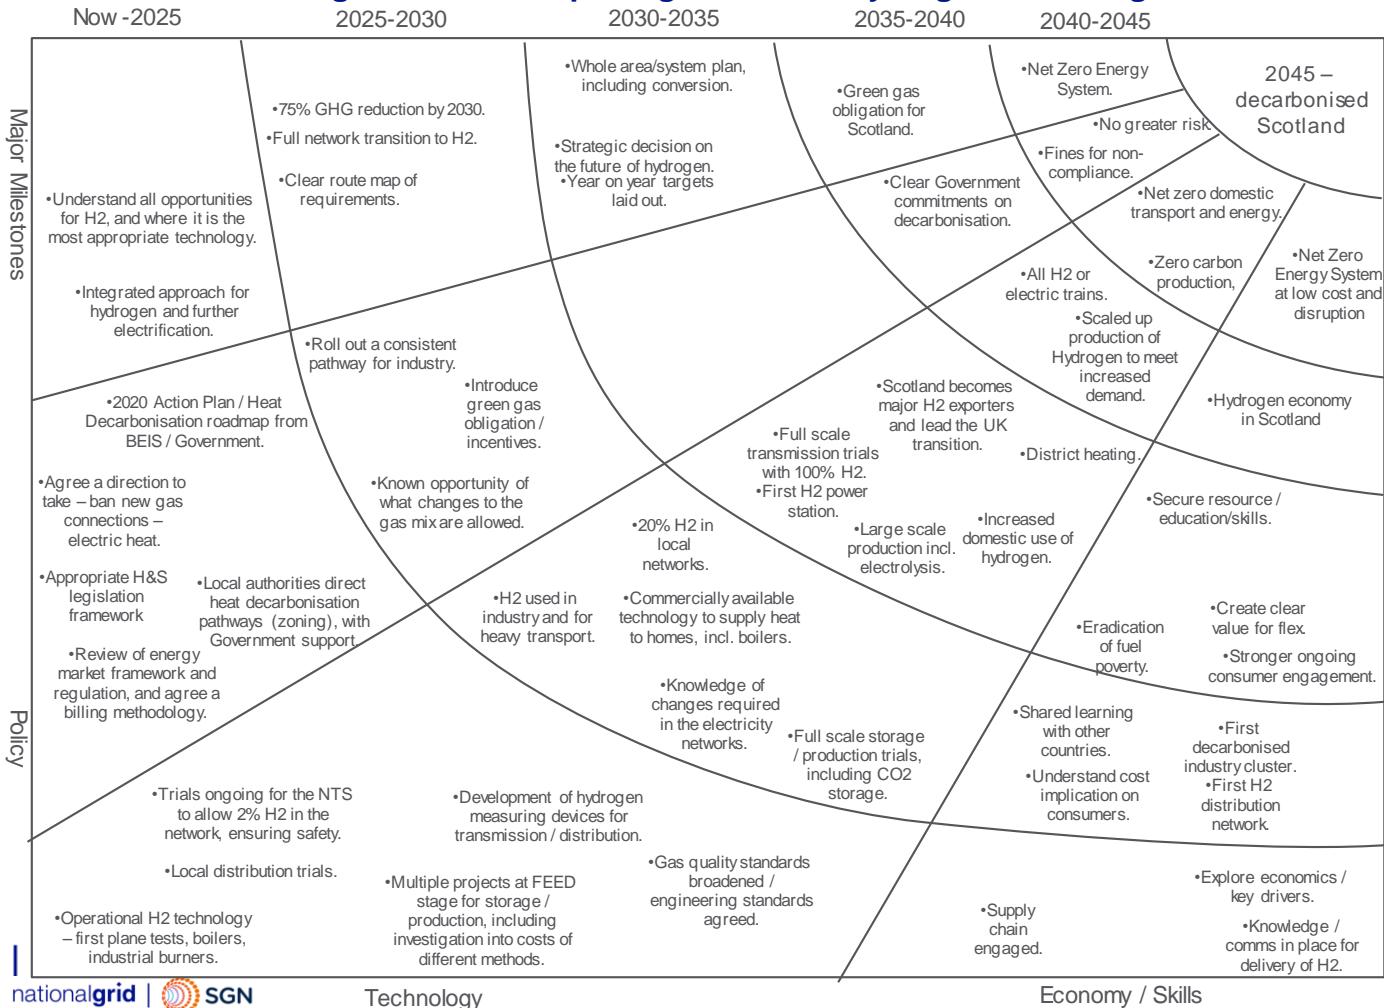 Now -2025
2025-2030
2030-2035
2035-2040
2040-2045
Major Milestones
•Understand all opportunities
for H2, and where it is the
most appropriate technology.
•Integrated approach for
hydrogen and further
electrification.
•75% GHG reduction by 2030.
•Full network transition to H2.
•Clear route map of
requirements.
•Whole area/system plan,
including conversion.
•Strategic decision on
the future of hydrogen.
•Year on year targets
laid out.
•Green gas
obligation for
Scotland.
•Net Zero Energy
System.
2045 –
decarbonised
Scotland
Policy
•2020 Action Plan / Heat
Decarbonisation roadmap from
BEIS / Government.
•Agree a direction to
take – ban new gas
connections –
electric heat.
•Appropriate H&S
legislation
framework
•Local authorities direct
heat decarbonisation
pathways (zoning), with
Government support.
•Review of energy
market framework and
regulation, and agree a
billing methodology.
•Roll out a consistent
pathway for industry.
•Introduce
green gas
obligation /
incentives.
•Known opportunity of
what changes to the
gas mix are allowed.
•Clear Government
commitments on
decarbonisation.
•No greater risk.
•Fines for non-
compliance.
•Trials ongoing for the NTS
to allow 2% H2 in the
network, ensuring safety.
•Local distribution trials.
•Operational H2 technology
– first plane tests, boilers,
industrial burners.
•Development of hydrogen
measuring devices for
transmission / distribution.
•Multiple projects at FEED
stage for storage /
production, including
investigation into costs of
different methods.
•Gas quality standards
broadened /
engineering standards
agreed.
•20% H2 in
local
networks.
•H2 used in
industry and for
heavy transport.
•Commercially available
technology to supply heat
to homes, incl. boilers.
•Knowledge of
changes required
in the electricity
networks.
•Full scale storage
/ production trials,
including CO2
storage.
•Scotland becomes
major H2 exporters
and lead the UK
transition.
•Full scale
transmission trials
with 100% H2.
•First H2 power
station.
•Large scale
production incl.
electrolysis.
•Increased
domestic use of
hydrogen.
•District heating.
•All H2 or
electric trains.
•Scaled up
production of
Hydrogen to meet
increased
demand.
•Net zero domestic
transport and energy.
•Zero carbon
production,
•Net Zero
Energy System
at low cost and
disruption
•Hydrogen economy
in Scotland
•Secure resource /
education/skills.
•Create clear
value for flex.
•Eradication
of fuel
poverty.
•Stronger ongoing
consumer engagement.
•Shared learning
with other
countries.
•Understand cost
implication on
consumers.
•First
decarbonised
industry cluster.
•First H2
distribution
network.
•Explore economics /
key drivers.
•Supply
chain
engaged.
•Knowledge /
comms in place for
delivery of H2.
nationalgrid | SGN
Technology
Economy / Skills